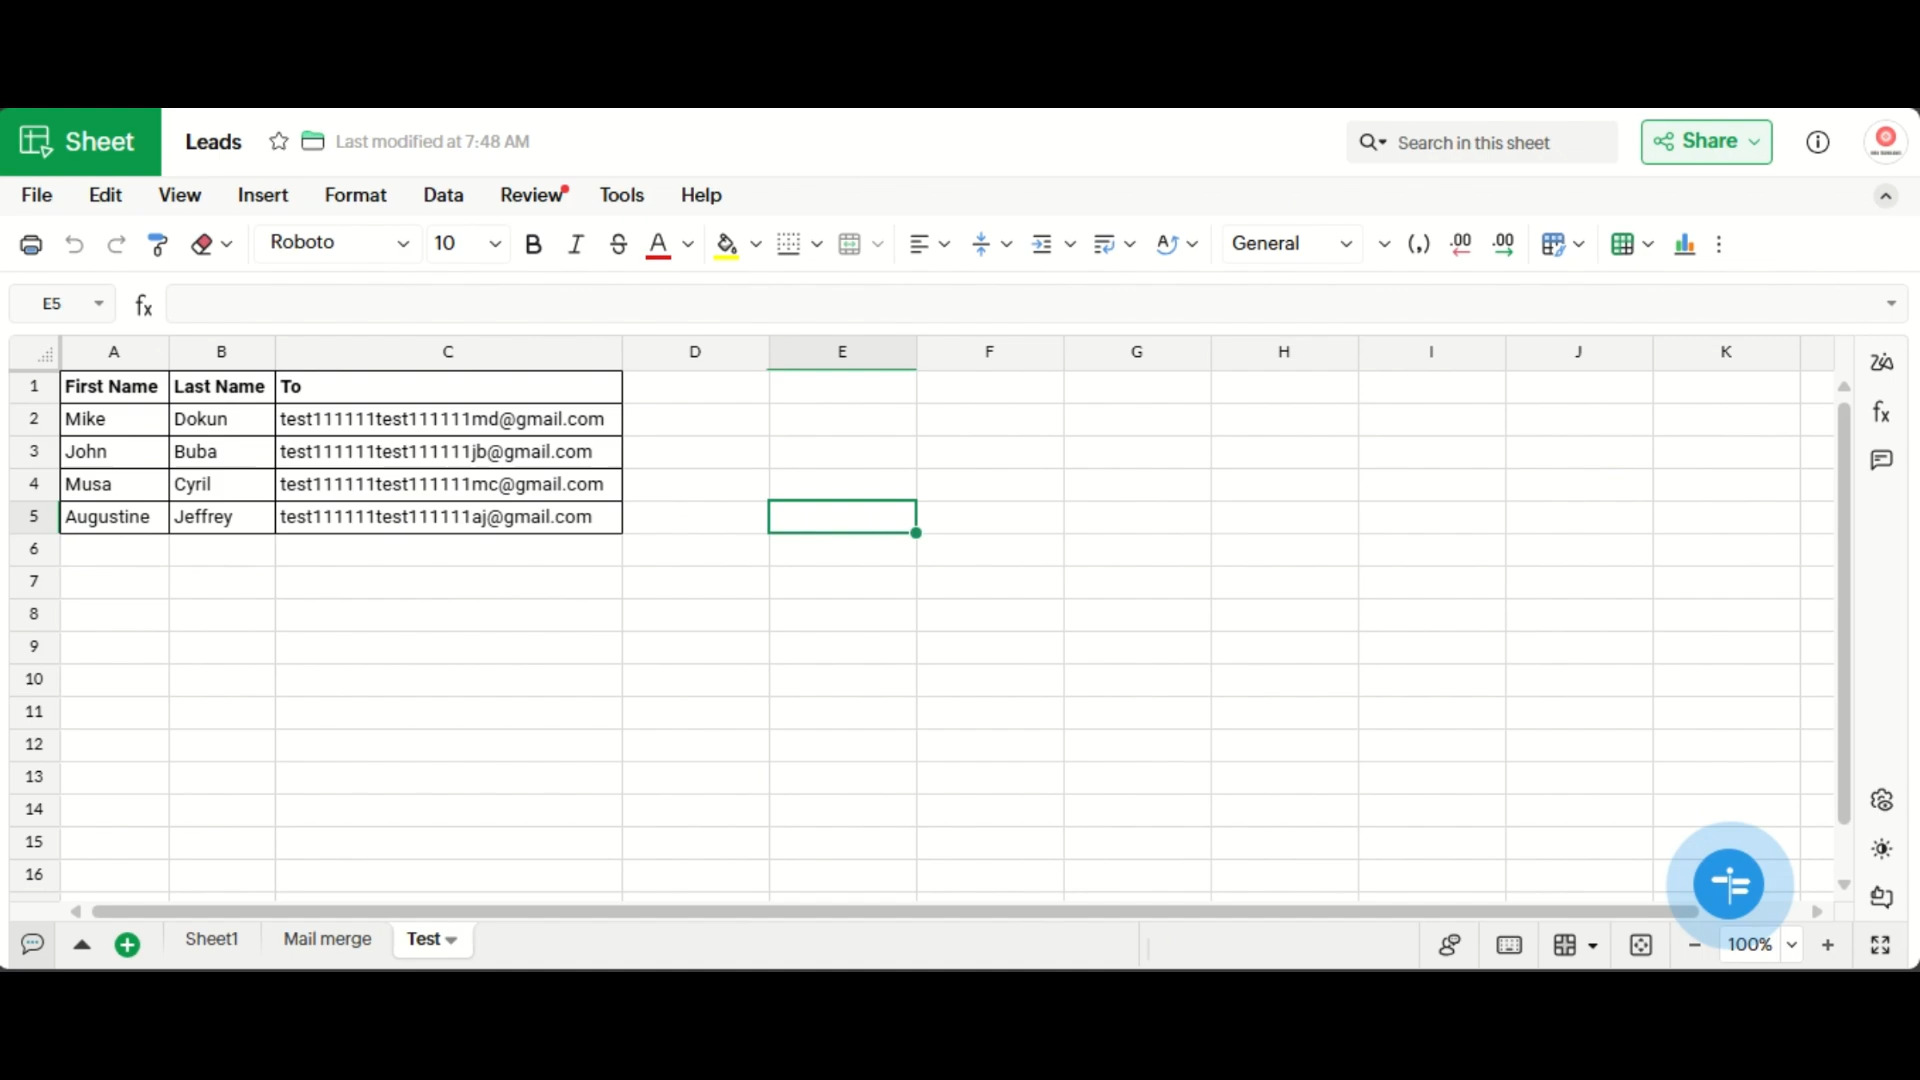 Sheet
Leads
Last modified at 7:48 AM
Search in this sheet
Share
File Edit View Insert Format Data Review Tools Help
Roboto 10 B I S A General (,) .00 .00
E5 fx
A B C D E F G H I J K
1 First Name Last Name To
2 Mike Dokun test111111test111111md@gmail.com
3 John Buba test111111test111111jb@gmail.com
4 Musa Cyril test111111test111111mc@gmail.com
5 Augustine Jeffrey test111111test111111aj@gmail.com
6
7
8
9
10
11
12
13
14
15
16
Sheet1 Mail merge Test 100%